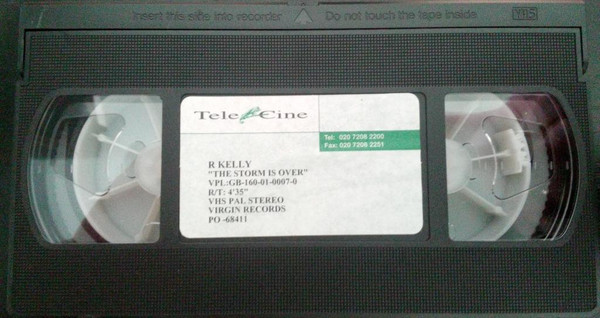 Insert this side into recorder Do not touch the tape inside VHS
Tele Cine
Tel: 020 7208 2200
Fax: 020 7208 2251
R KELLY
"THE STORM IS OVER"
VPL:GB-160-01-0007-0
R/T: 4'35"
VHS PAL STEREO
VIRGIN RECORDS
PO -68411